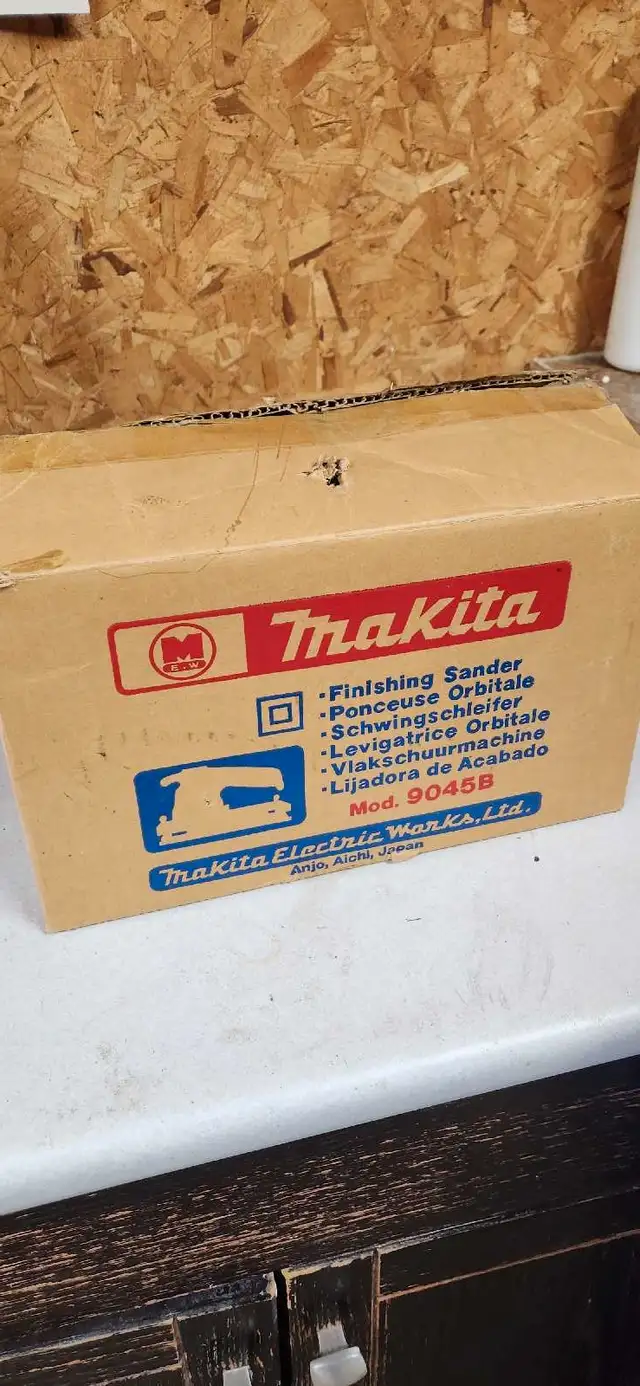 M
E.W
Makita
·Finishing Sander
·Ponceuse Orbitale
·Schwingschleifer
·Levigatrice Orbitale
·Vlakschuurmachine
·Lijadora de Acabado
Mod. 9045B
Makita Electric Works, Ltd.
Anjo, Aichi, Japan